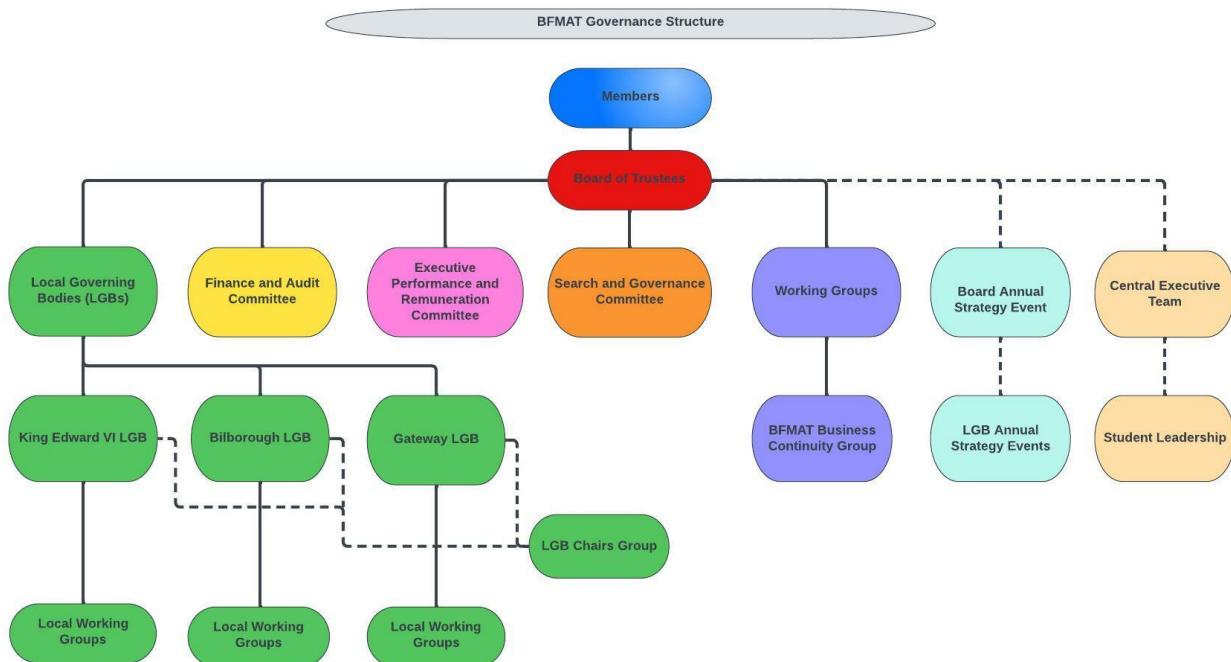 BFMAT Governance Structure
Members
Board of Trustees
Local Governing
Bodies (LGBs)
Finance and Audit
Committee
Executive
Performance and
Remuneration
Committee
Search and Governance
Committee
Working Groups
Board Annual
Strategy Event
Central Executive
Team
King Edward VI LGB
Bilborough LGB
Gateway LGB
BFMAT Business
Continuity Group
LGB Annual
Strategy Events
Student Leadership
LGB Chairs Group
Local Working
Groups
Local Working
Groups
Local Working
Groups